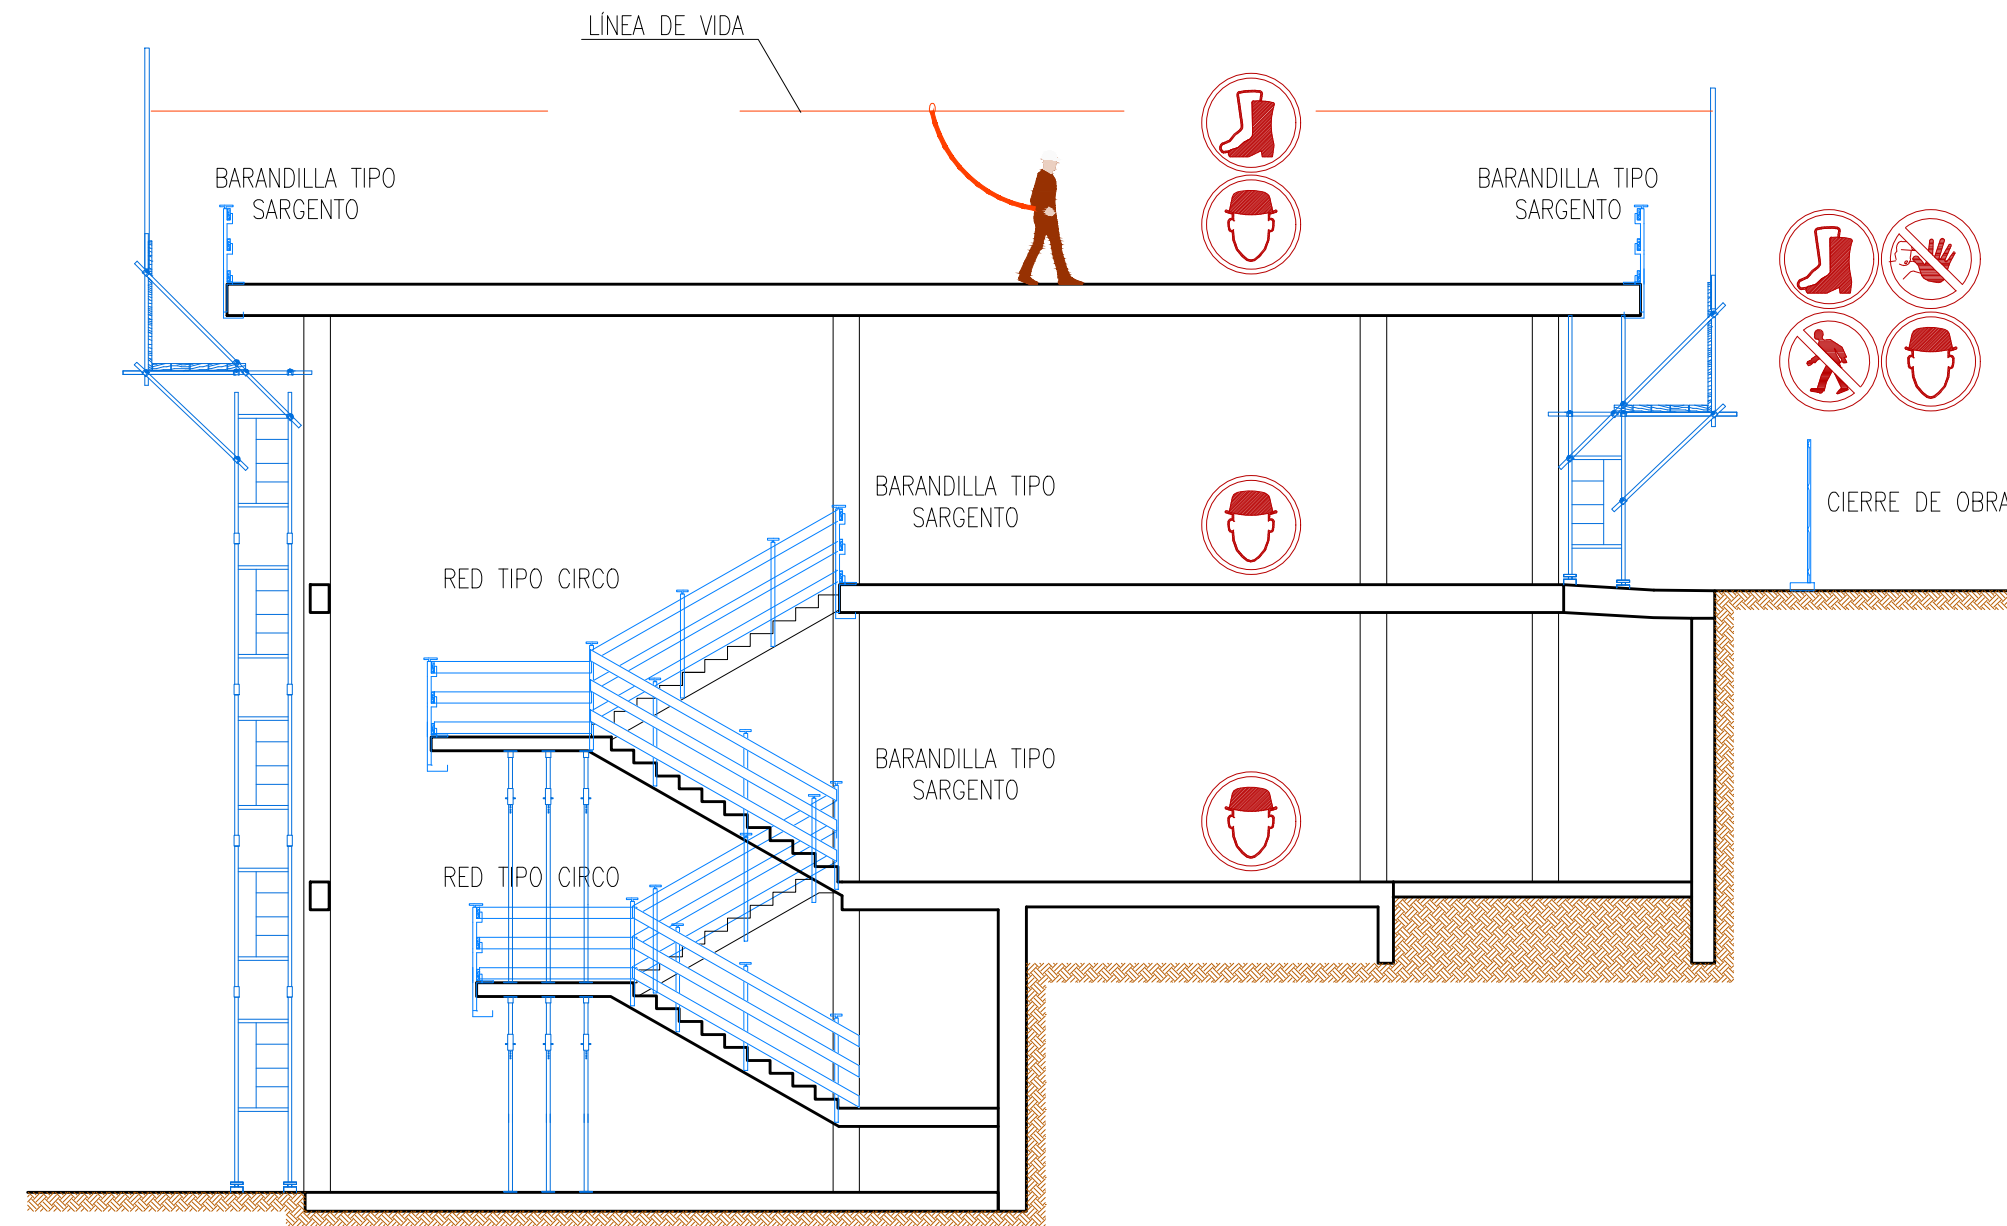 LÍNEA DE VIDA
BARANDILLA TIPO
SARGENTO
BARANDILLA TIPO
SARGENTO
BARANDILLA TIPO
SARGENTO
CIERRE DE OBRA
RED TIPO CIRCO
BARANDILLA TIPO
SARGENTO
RED TIPO CIRCO